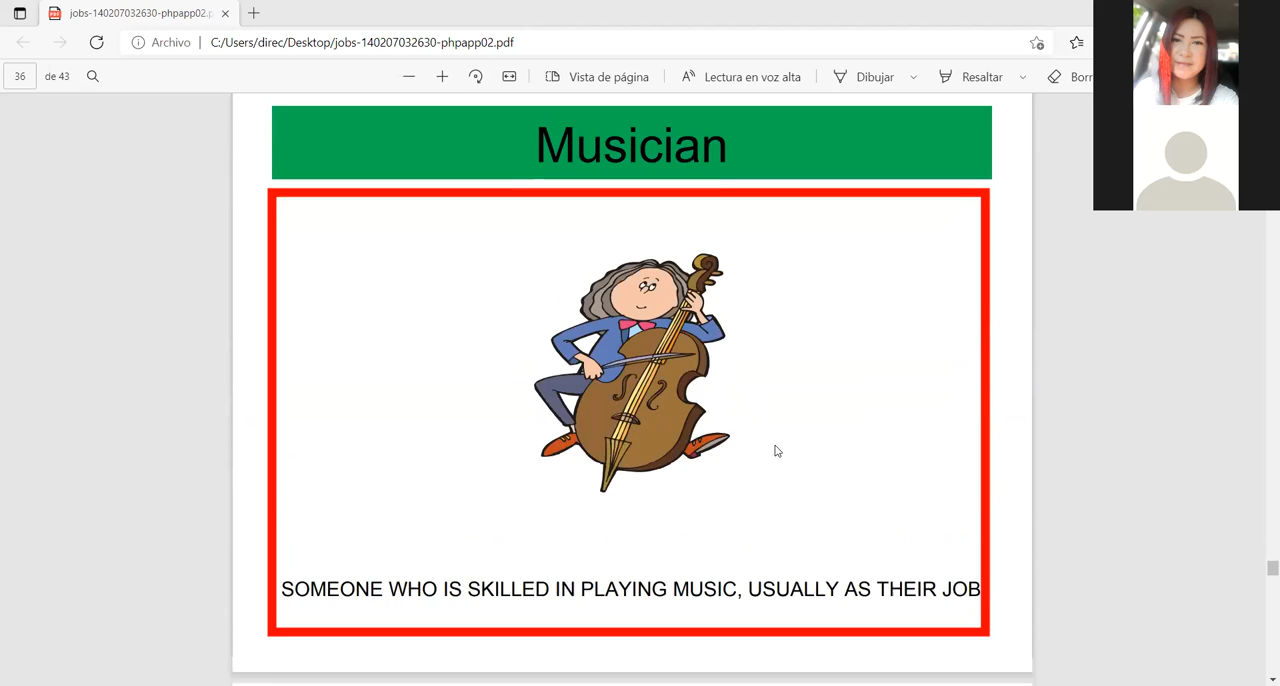 jobs-140207032630-phpapp02.p
Archivo
C:/Users/direc/Desktop/jobs-140207032630-phpapp02.pdf
36 de 43
Vista de página
Lectura en voz alta
Dibujar
Resaltar
Borr
Musician
SOMEONE WHO IS SKILLED IN PLAYING MUSIC, USUALLY AS THEIR JOB